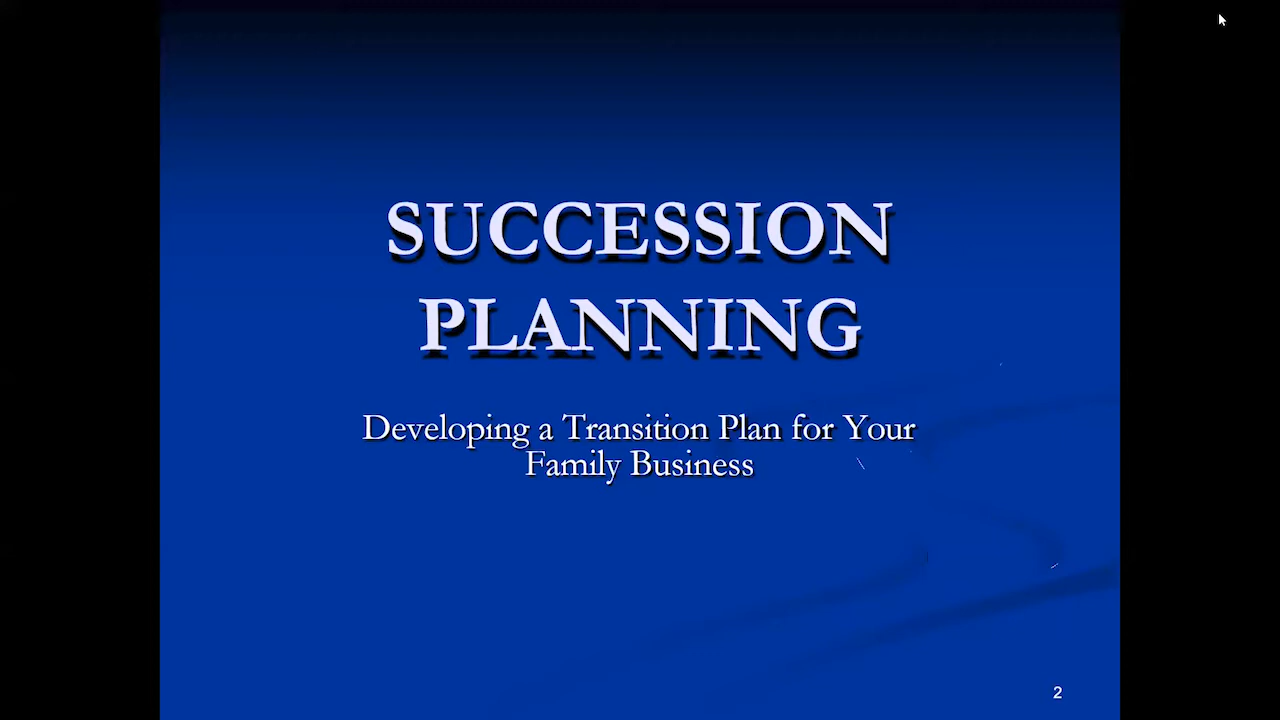 SUCCESSION
PLANNING
Developing a Transition Plan for Your
Family Business
2